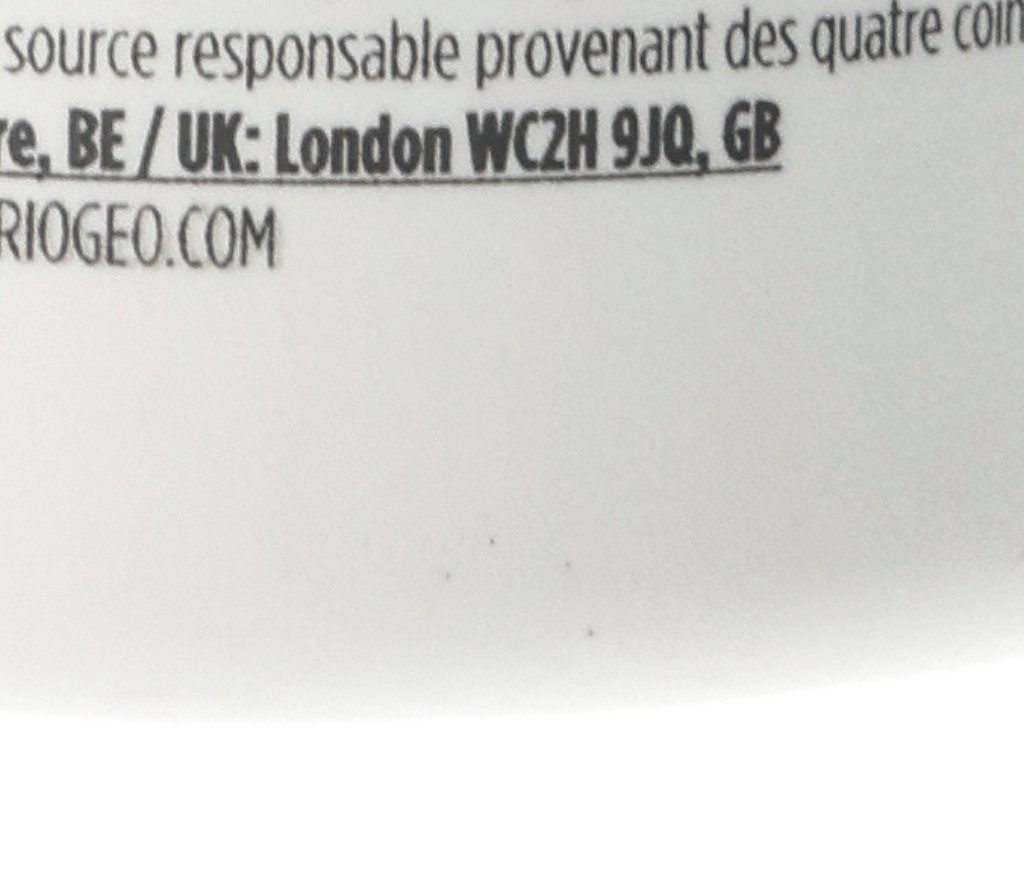 source responsable provenant des quatre coin
re, BE / UK: London WC2H 9JQ, GB
RIOGEO.COM